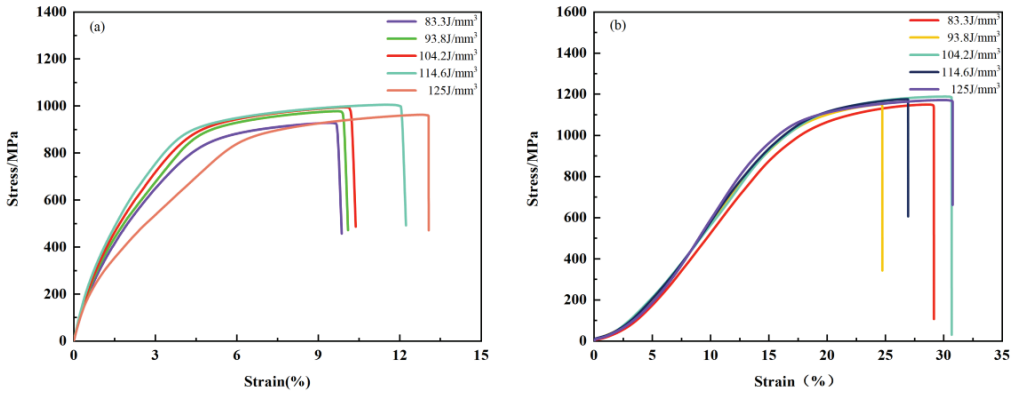 (a)
83.3J/mm³
93.8J/mm³
104.2J/mm³
114.6J/mm³
125J/mm³
Stress/MPa
1400
1200
1000
800
600
400
200
0
0
3
6
9
12
15
Strain(%)
(b)
83.3J/mm³
93.8J/mm³
104.2J/mm³
114.6J/mm³
125J/mm³
Stress/MPa
1600
1400
1200
1000
800
600
400
200
0
0
5
10
15
20
25
30
35
Strain（%）